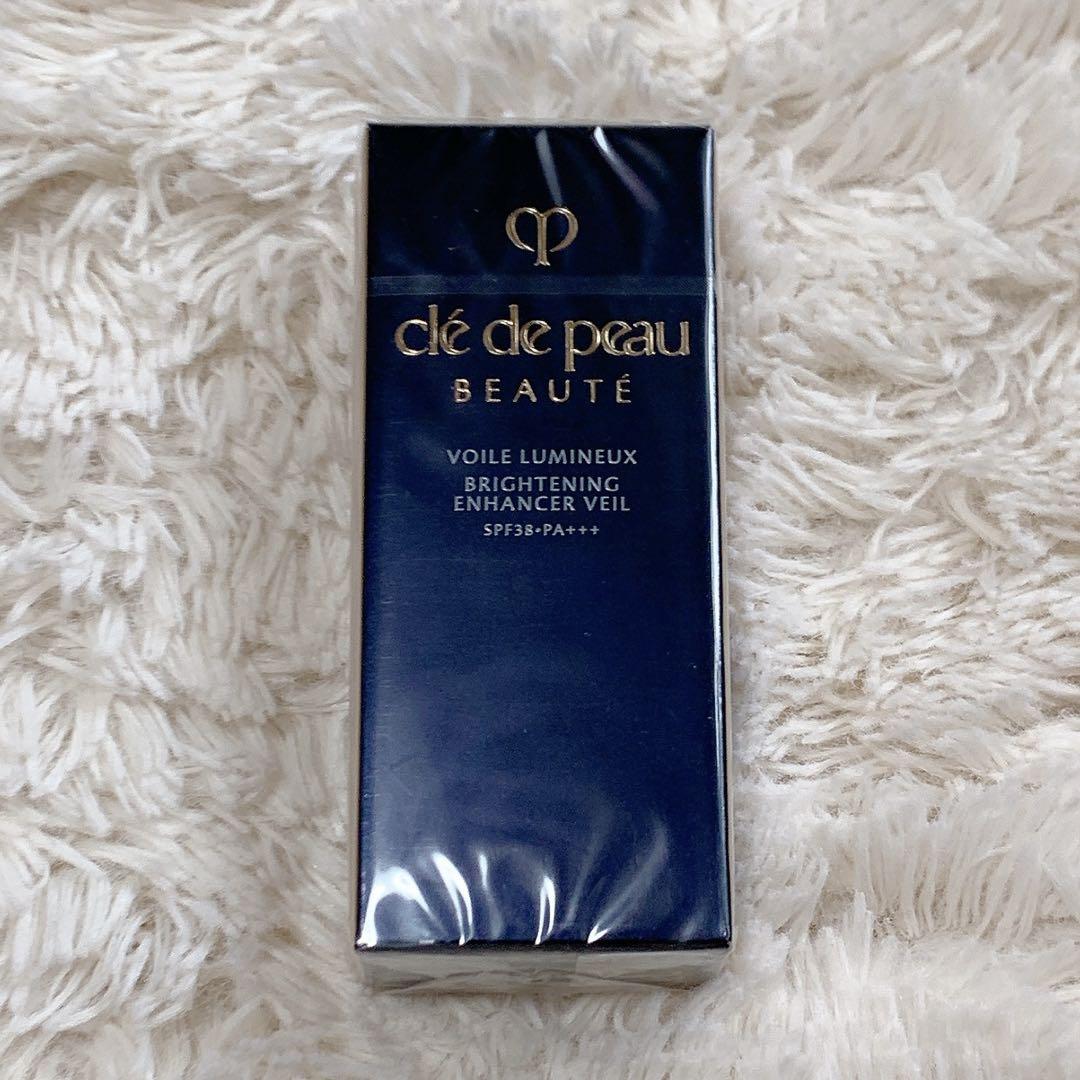 clé de peau
BEAUTÉ
VOILE LUMINEUX
BRIGHTENING
ENHANCER VEIL
SPF38•PA+++